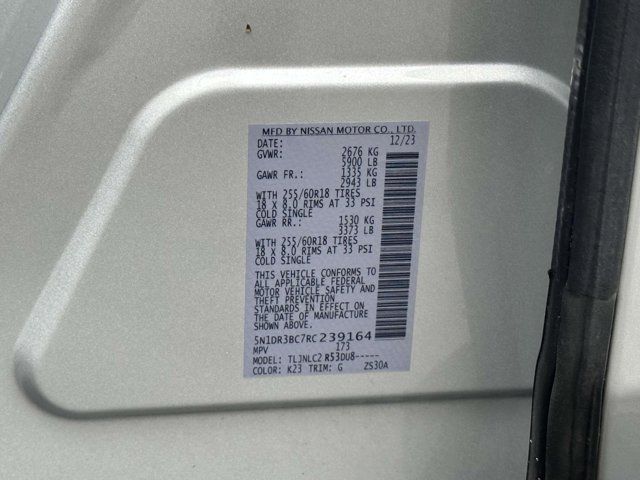 MFD BY NISSAN MOTOR CO., LTD.
DATE: 12/23
GVWR: 2676 KG
5900 LB
GAWR FR.: 1335 KG
2943 LB
WITH 255/60R18 TIRES
18 x 8.0 RIMS AT 33 PSI
COLD SINGLE
GAWR RR.: 1530 KG
3373 LB
WITH 255/60R18 TIRES
18 x 8.0 RIMS AT 33 PSI
COLD SINGLE
THIS VEHICLE CONFORMS TO
ALL APPLICABLE FEDERAL
MOTOR VEHICLE SAFETY AND
THEFT PREVENTION
STANDARDS IN EFFECT ON
THE DATE OF MANUFACTURE
SHOWN ABOVE.
5N1DR3BC7RC239164
MPV 173
MODEL: TLJNLC2 R53DU8-----
COLOR: K23 TRIM: G ZS30A